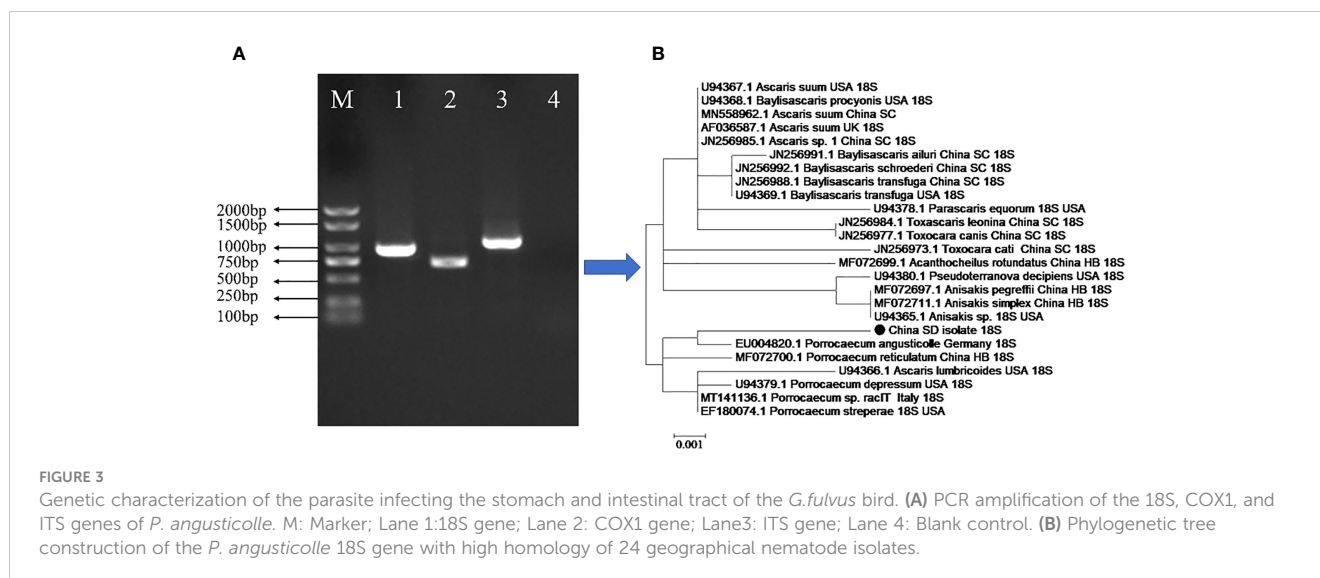 A
B
M 1 2 3 4
2000bp
1500bp
1000bp
750bp
500bp
250bp
100bp
U94367.1 Ascaris suum USA 18S
U94368.1 Baylisascaris procyonis USA 18S
MN558962.1 Ascaris suum China SC
AF036587.1 Ascaris suum UK 18S
JN256985.1 Ascaris sp. 1 China SC 18S
JN256991.1 Baylisascaris ailuri China SC 18S
JN256992.1 Baylisascaris schroederi China SC 18S
JN256988.1 Baylisascaris transfuga China SC 18S
U94369.1 Baylisascaris transfuga USA 18S
U94378.1 Parascaris equorum 18S USA
JN256984.1 Toxascaris leonina China SC 18S
JN256977.1 Toxocara canis China SC 18S
JN256973.1 Toxocara cati China SC 18S
MF072699.1 Acanthocheilus rotundatus China HB 18S
U94380.1 Pseudoterranova decipiens USA 18S
MF072697.1 Anisakis pegreffii China HB 18S
MF072711.1 Anisakis simplex China HB 18S
U94365.1 Anisakis sp. 18S USA
China SD isolate 18S
EU004820.1 Porrocaecum angusticolle Germany 18S
MF072700.1 Porrocaecum reticulatum China HB 18S
U94366.1 Ascaris lumbricoides USA 18S
U94379.1 Porrocaecum depressum USA 18S
MT141136.1 Porrocaecum sp. racIT Italy 18S
EF180074.1 Porrocaecum streperae 18S USA
0.001
FIGURE 3
Genetic characterization of the parasite infecting the stomach and intestinal tract of the G.fulvus bird. (A) PCR amplification of the 18S, COX1, and
ITS genes of P. angusticolle. M: Marker; Lane 1:18S gene; Lane 2: COX1 gene; Lane3: ITS gene; Lane 4: Blank control. (B) Phylogenetic tree
construction of the P. angusticolle 18S gene with high homology of 24 geographical nematode isolates.